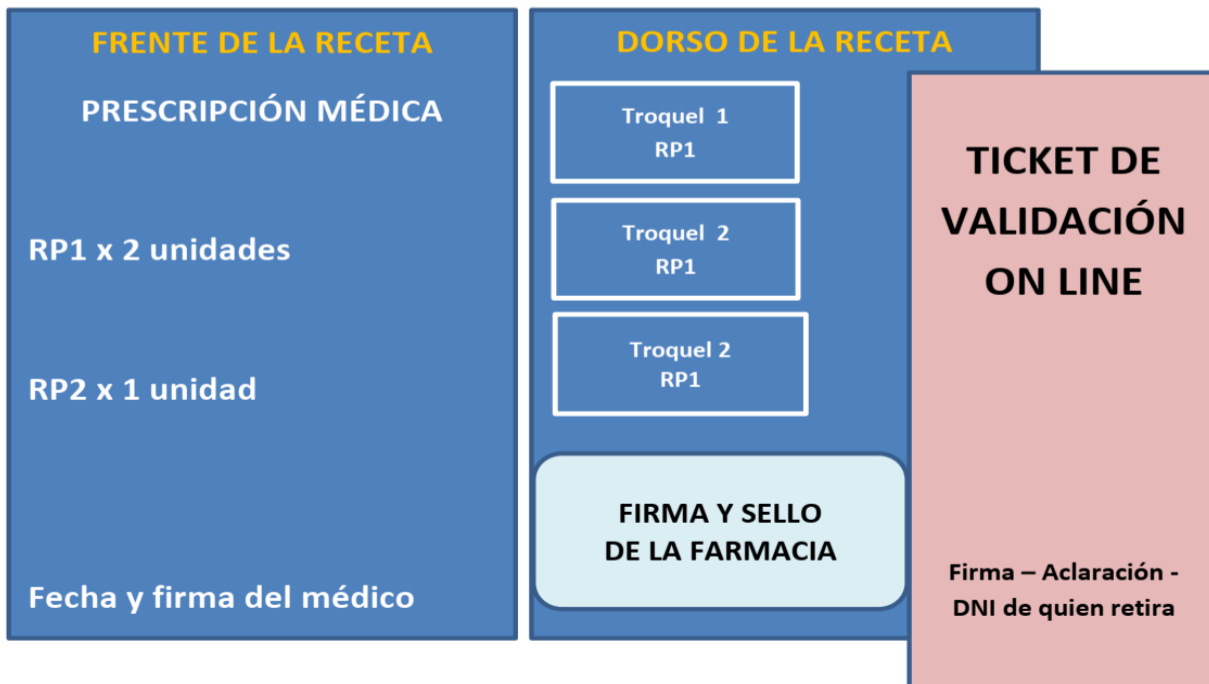 FRENTE DE LA RECETA
PRESCRIPCIÓN MÉDICA
RP1 x 2 unidades
RP2 x 1 unidad
Fecha y firma del médico
DORSO DE LA RECETA
Troquel 1
RP1
Troquel 2
RP1
Troquel 2
RP1
FIRMA Y SELLO
DE LA FARMACIA
TICKET DE
VALIDACIÓN
ON LINE
Firma – Aclaración -
DNI de quien retira